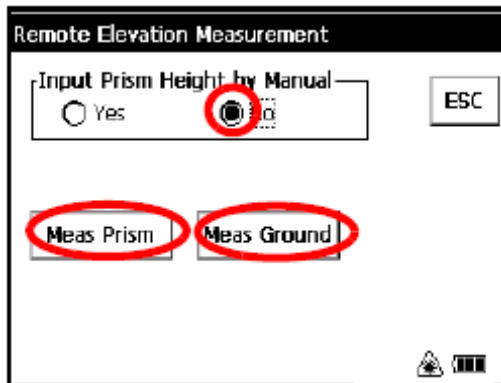 Remote Elevation Measurement
Input Prism Height by Manual
Yes
No
ESC
Meas Prism
Meas Ground